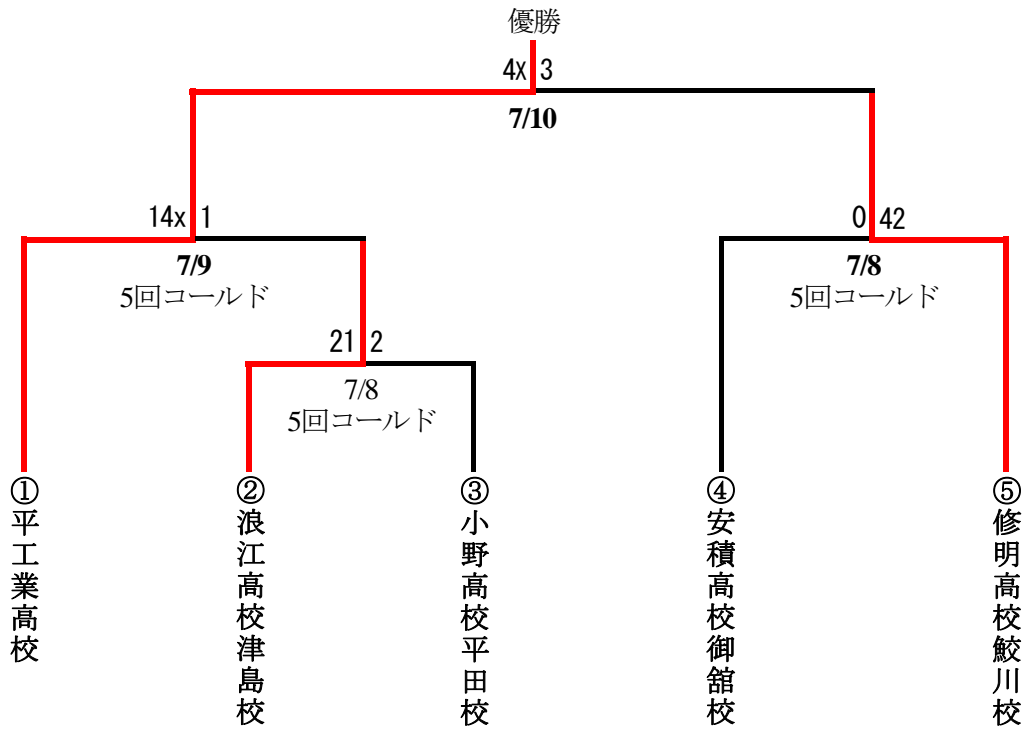 優勝
4x 3
7/10
14x 1
0 42
7/9
5回コールド
7/8
5回コールド
21 2
7/8
5回コールド
①平工業高校
②浪江高校津島校
③小野高校平田校
④安積高校御舘校
⑤修明高校鮫川校